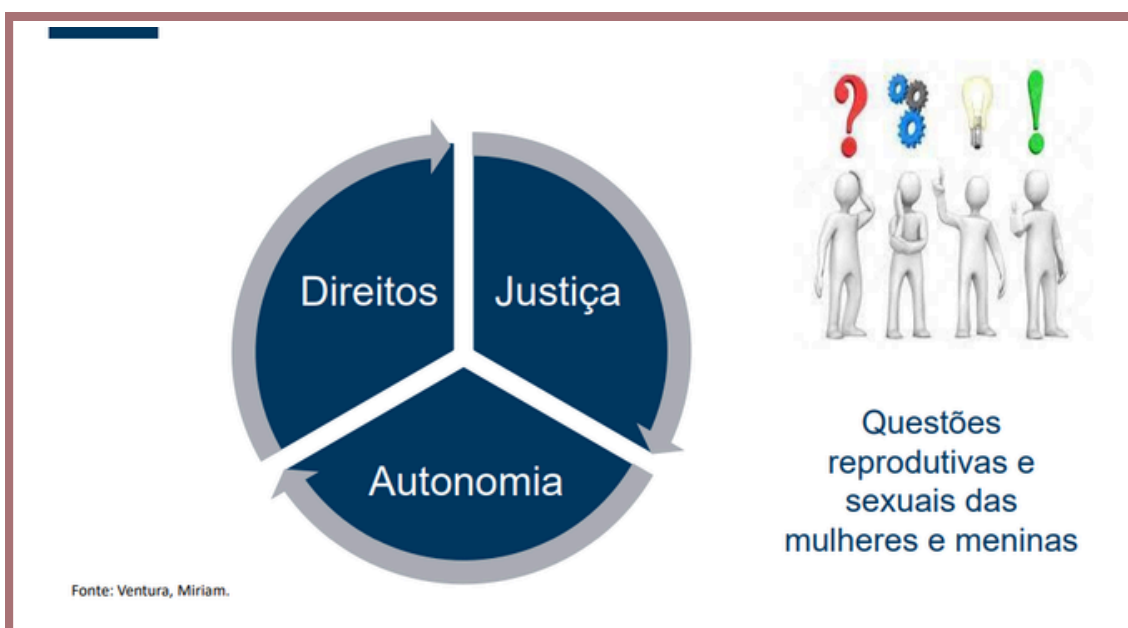 Direitos
Justiça
Autonomia
Questões
reprodutivas e
sexuais das
mulheres e meninas
Fonte: Ventura, Miriam.